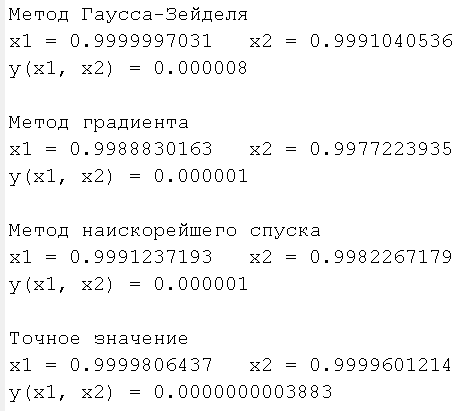 Метод Гаусса-Зейделя
x1 = 0.9999997031   x2 = 0.9991040536
y(x1, x2) = 0.000008
Метод градиента
x1 = 0.9988830163   x2 = 0.9977223935
y(x1, x2) = 0.000001
Метод наискорейшего спуска
x1 = 0.9991237193   x2 = 0.9982267179
y(x1, x2) = 0.000001
Точное значение
x1 = 0.9999806437   x2 = 0.9999601214
y(x1, x2) = 0.0000000003883